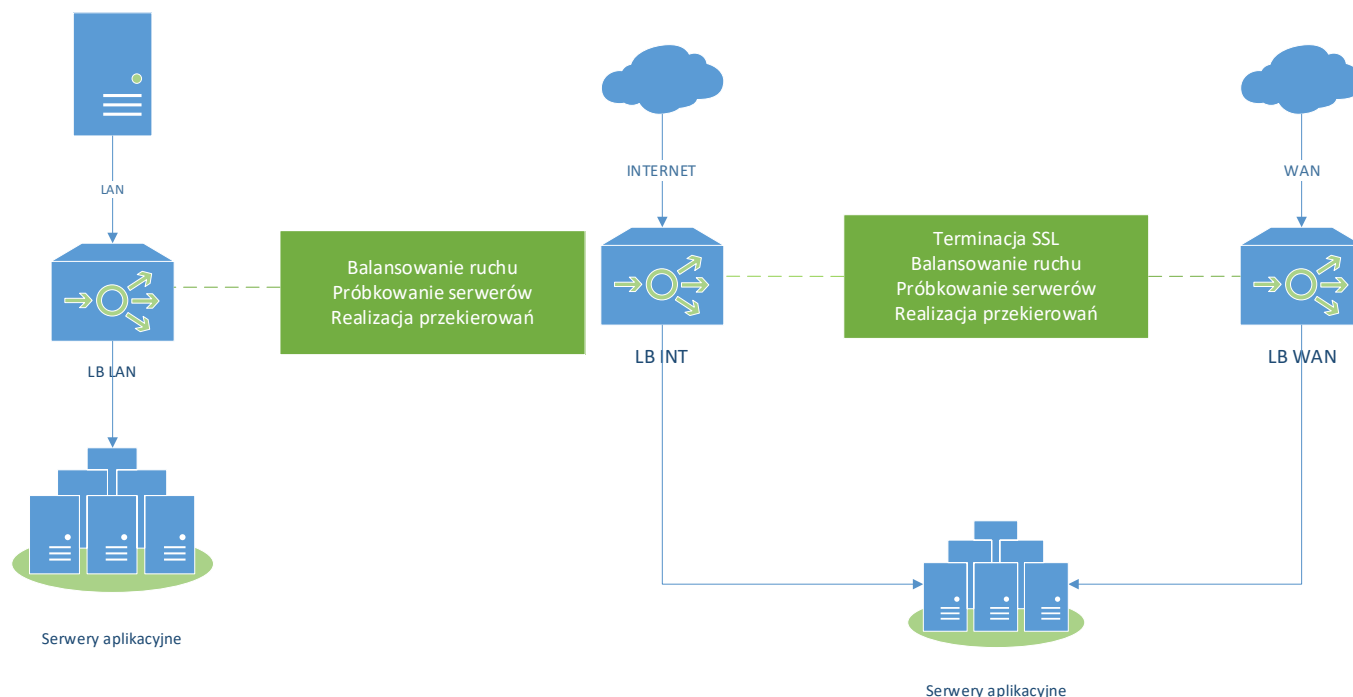 LAN
INTERNET
WAN
Balansowanie ruchu
Próbkowanie serwerów
Realizacja przekierowań
Terminacja SSL
Balansowanie ruchu
Próbkowanie serwerów
Realizacja przekierowań
LB LAN
LB INT
LB WAN
Serwery aplikacyjne
Serwery aplikacyjne